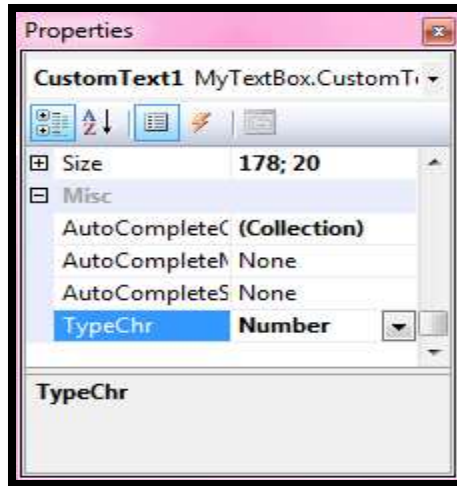 Properties
CustomText1 MyTextBox.CustomT
Size 178; 20
Misc
AutoCompleteC (Collection)
AutoCompleteM None
AutoCompleteS None
TypeChr Number
TypeChr